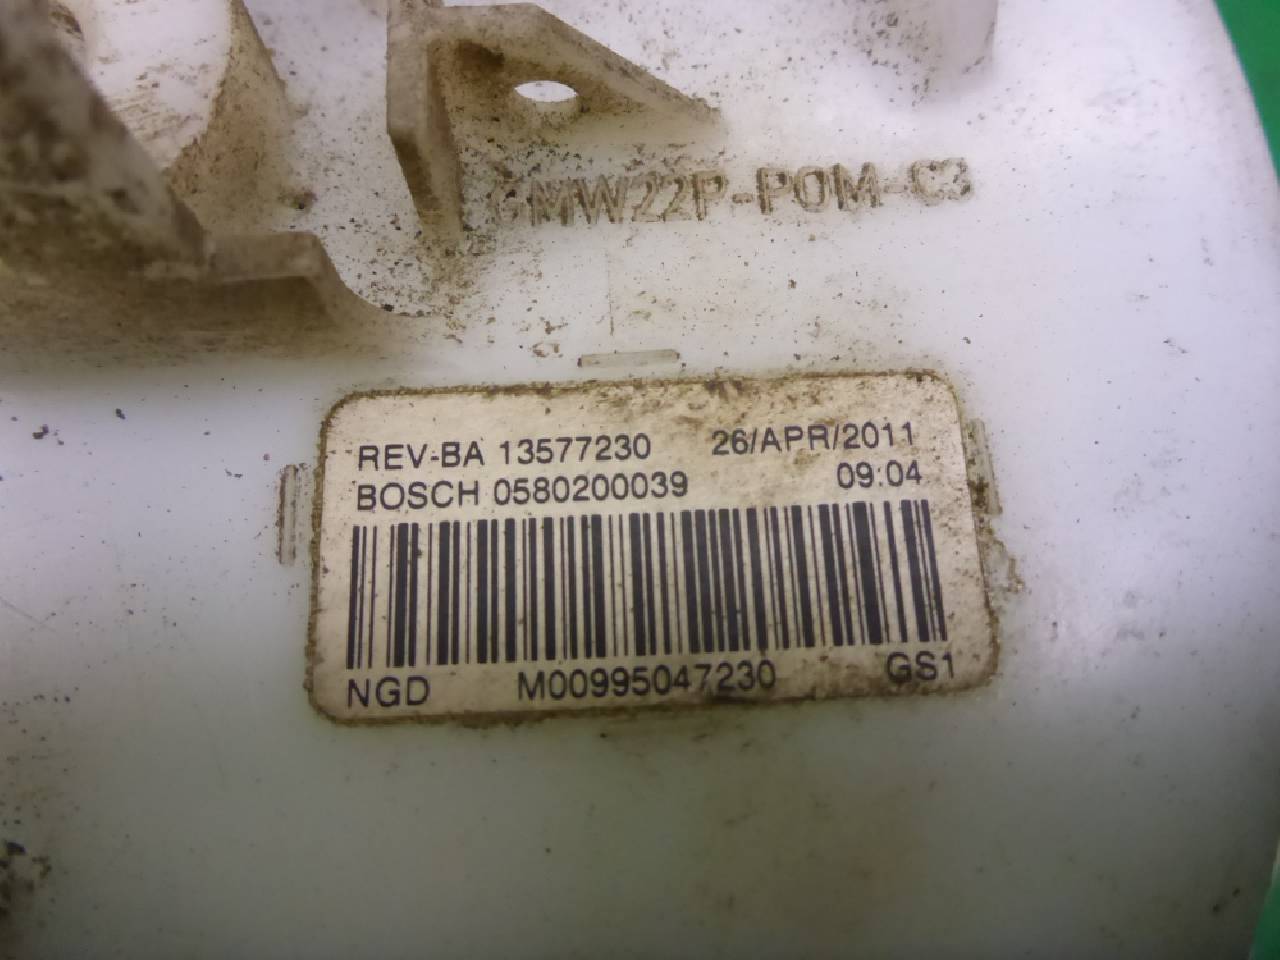 GMW22P-POM-C3
REV-BA 13577230 26/APR/2011
BOSCH 0580200039 09:04
NGD M00995047230 GS1